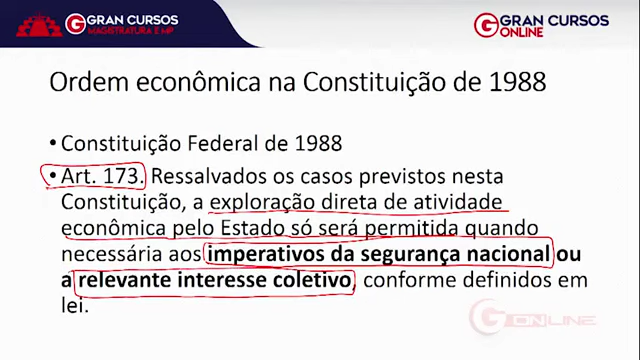 GRAN CURSOS
MAGISTRATURA E MP
GRAN CURSOS
ONLINE
Ordem econômica na Constituição de 1988
• Constituição Federal de 1988
• Art. 173. Ressalvados os casos previstos nesta
Constituição, a exploração direta de atividade
econômica pelo Estado só será permitida quando
necessária aos imperativos da segurança nacional ou
a relevante interesse coletivo, conforme definidos em
lei.
G ONLINE